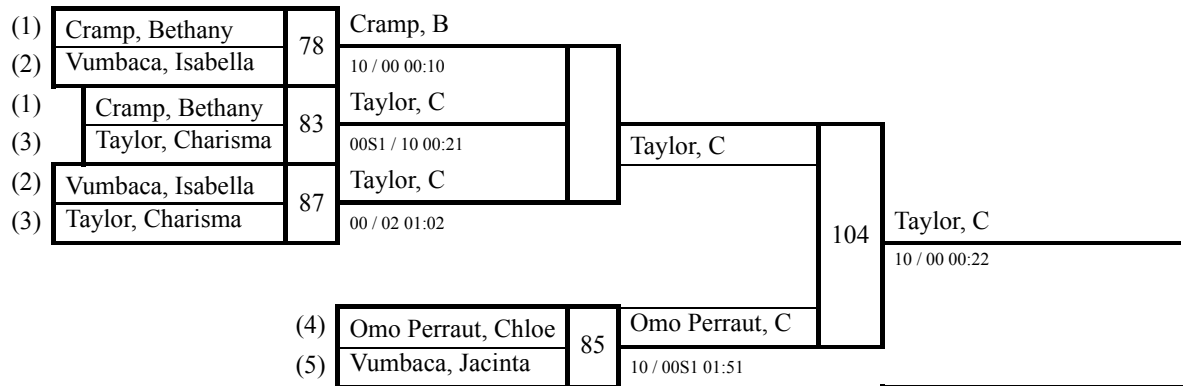 (1) Cramp, Bethany 78 Cramp, B
(2) Vumbaca, Isabella
10 / 00 00:10
(1) Cramp, Bethany 83 Taylor, C
(3) Taylor, Charisma
00S1 / 10 00:21
Taylor, C
(2) Vumbaca, Isabella 87 Taylor, C
(3) Taylor, Charisma
00 / 02 01:02
104 Taylor, C
10 / 00 00:22
(4) Omo Perraut, Chloe 85 Omo Perraut, C
(5) Vumbaca, Jacinta
10 / 00S1 01:51